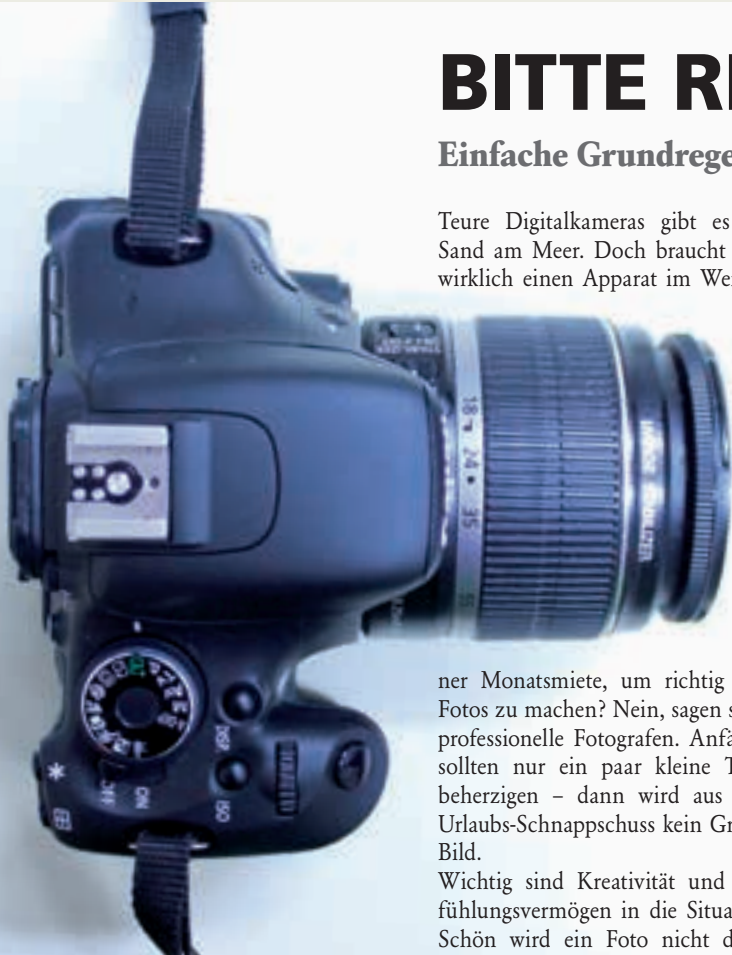 BITTE R
Einfache Grundrege
Teure Digitalkameras gibt es
Sand am Meer. Doch braucht
wirklich einen Apparat im We
ner Monatsmiete, um richtig
Fotos zu machen? Nein, sagen s
professionelle Fotografen. Anfä
sollten nur ein paar kleine T
beherzigen – dann wird aus
Urlaubs-Schnappschuss kein Gr
Bild.
Wichtig sind Kreativität und
fühlungsvermögen in die Situa
Schön wird ein Foto nicht d
18 24 35 55
DISP
ISO
ON
OFF